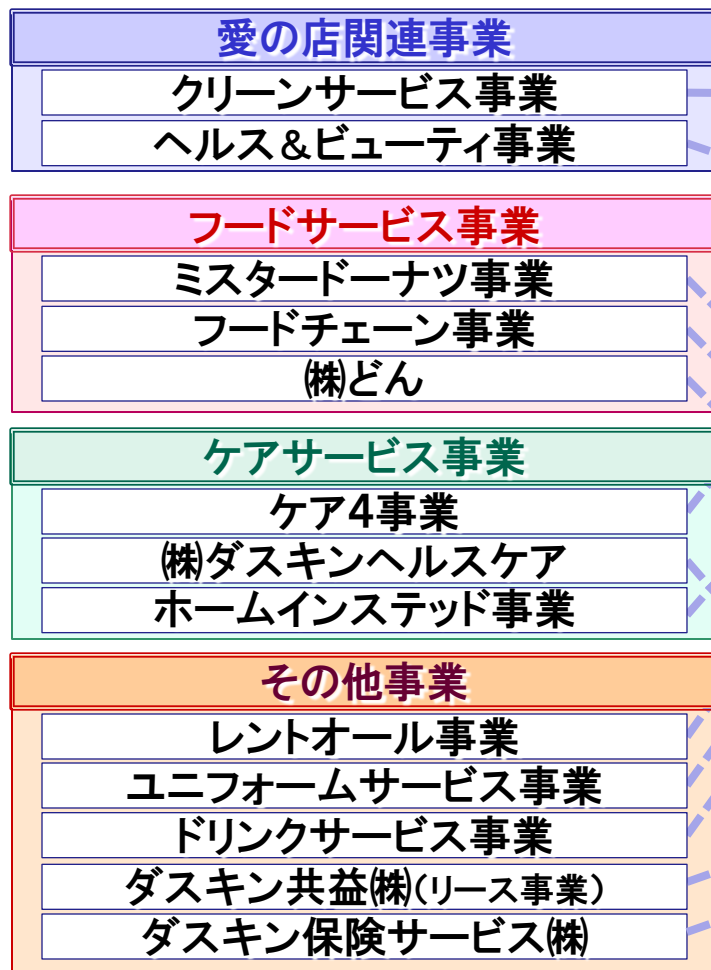 愛の店関連事業
クリーンサービス事業
ヘルス&ビューティ事業
フードサービス事業
ミスタードーナツ事業
フードチェーン事業
㈱どん
ケアサービス事業
ケア4事業
㈱ダスキンヘルスケア
ホームインステッド事業
その他事業
レントオール事業
ユニフォームサービス事業
ドリンクサービス事業
ダスキン共益㈱(リース事業)
ダスキン保険サービス㈱